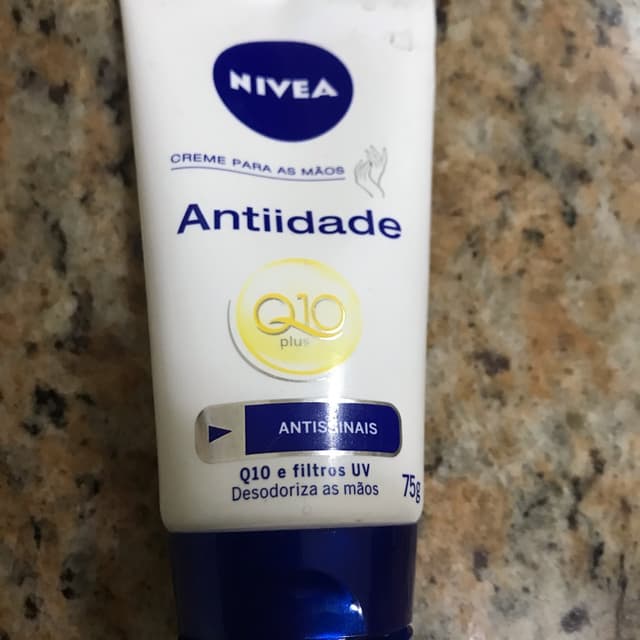 NIVEA
CREME PARA AS MÃOS
Antiidade
Q10
plus
ANTISSINAIS
Q10 e filtros UV
Desodoriza as mãos
75g